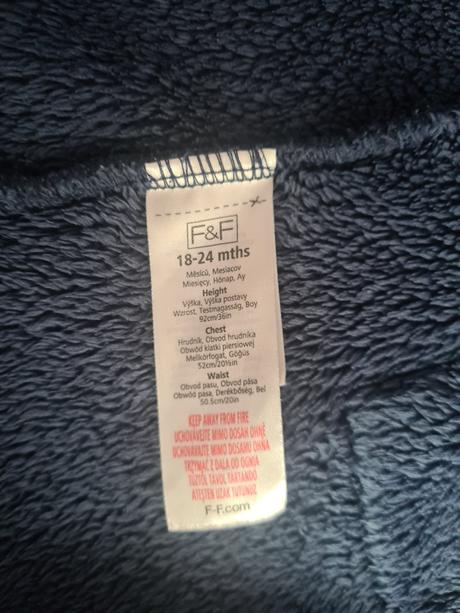 F&F
18-24 mths
Měsíců, Mesiacov
Miesięcy, Hónap, Ay
Height
Výška, Výška postavy
Wzrost, Testmagasság, Boy
92cm/36in
Chest
Hrudník, Obvod hrudníka
Obwód klatki piersiowej
Mellkörfogat, Göğüs
52cm/20½in
Waist
Obvod pasu, Obvod pása
Obwód pasa, Derékbőség, Bel
50.5cm/20in
KEEP AWAY FROM FIRE
UCHOVÁVEJTE MIMO DOSAH OHNĚ
UCHOVÁVAJTE MIMO DOSAHU OHŇA
TRZYMAĆ Z DALA OD OGNIA
TŰZTŐL TÁVOL TARTANDÓ
ATEŞTEN UZAK TUTUNUZ
F-F.com